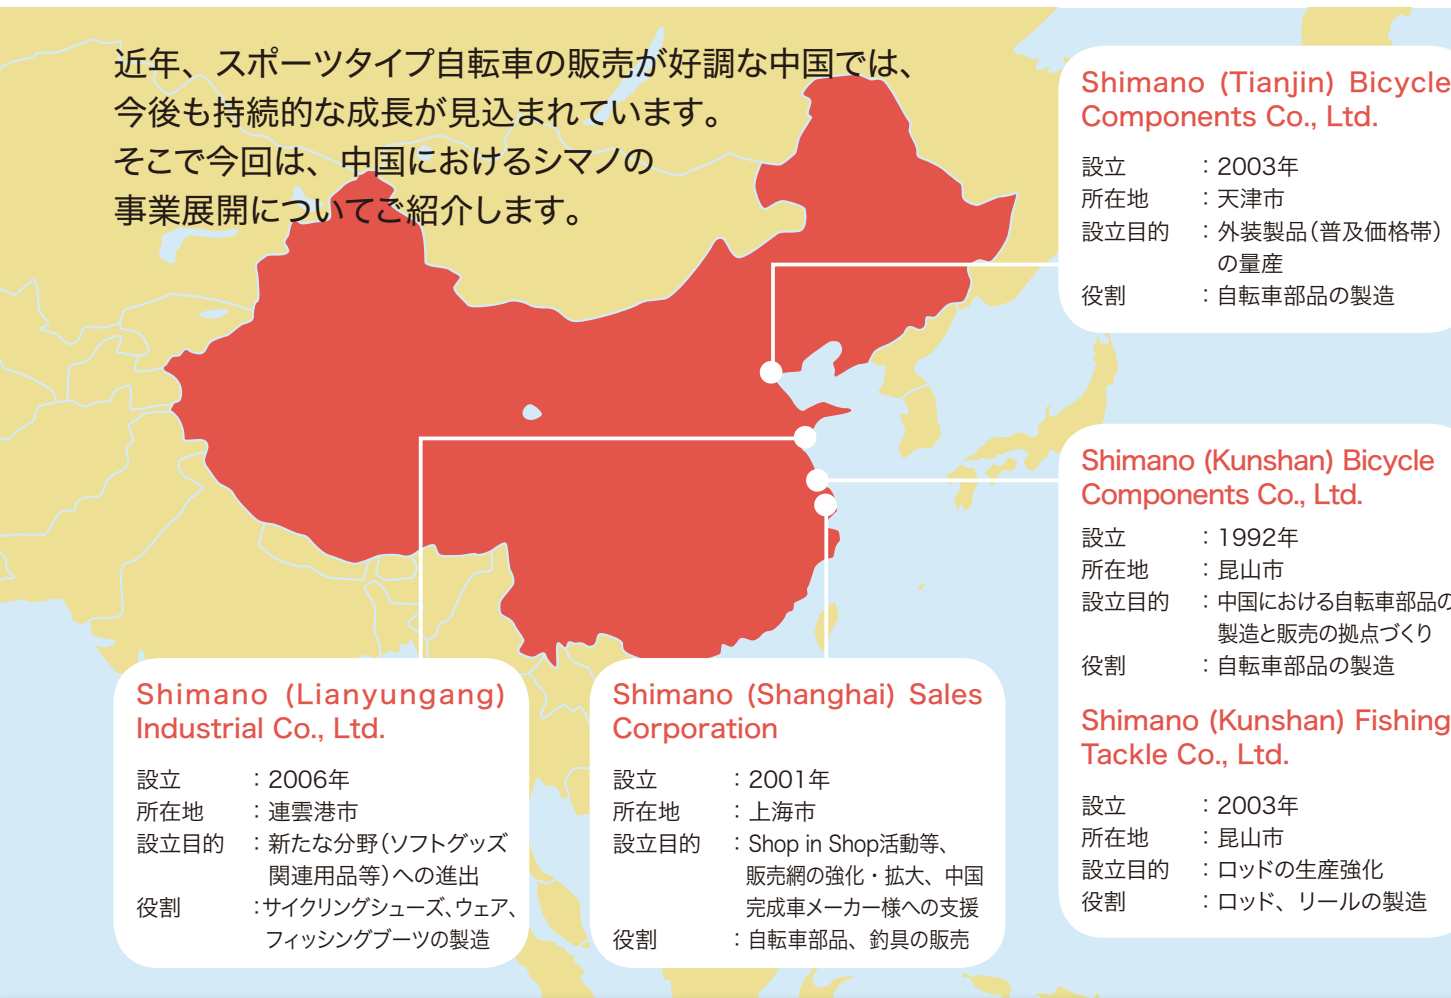 近年、スポーツタイプ自転車の販売が好調な中国では、
今後も持続的な成長が見込まれています。
そこで今回は、中国におけるシマノの
事業展開についてご紹介します。
Shimano (Tianjin) Bicycle
Components Co., Ltd.
設立 ：2003年
所在地 ：天津市
設立目的 ：外装製品（普及価格帯）
の量産
役割 ：自転車部品の製造
Shimano (Kunshan) Bicycle
Components Co., Ltd.
設立 ：1992年
所在地 ：昆山市
設立目的 ：中国における自転車部品の
製造と販売の拠点づくり
役割 ：自転車部品の製造
Shimano (Kunshan) Fishing
Tackle Co., Ltd.
設立 ：2003年
所在地 ：昆山市
設立目的 ：ロッドの生産強化
役割 ：ロッド、リールの製造
Shimano (Lianyungang)
Industrial Co., Ltd.
設立 ：2006年
所在地 ：連雲港市
設立目的 ：新たな分野（ソフトグッズ
関連用品等）への進出
役割 ：サイクリングシューズ、ウェア、
フィッシングブーツの製造
Shimano (Shanghai) Sales
Corporation
設立 ：2001年
所在地 ：上海市
設立目的 ：Shop in Shop活動等、
販売網の強化・拡大、中国
完成車メーカー様への支援
役割 ：自転車部品、釣具の販売